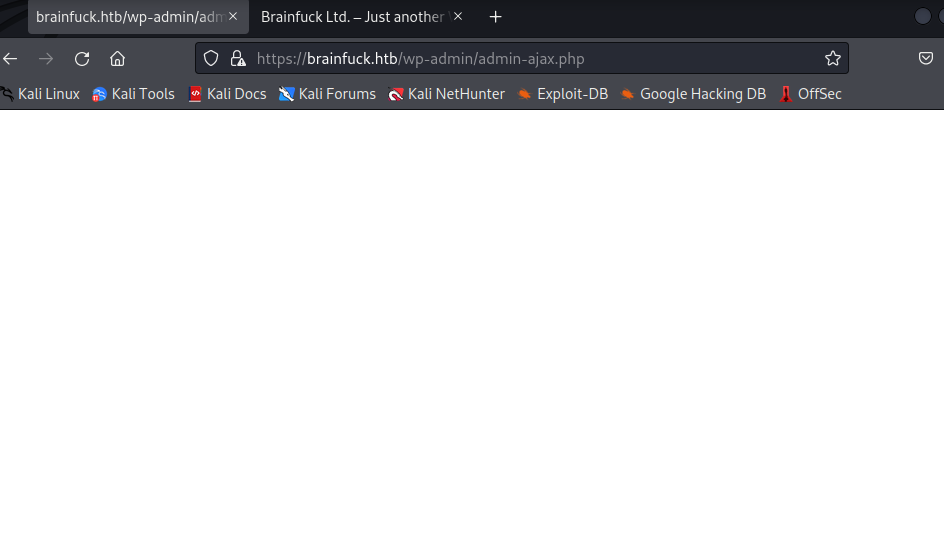 brainfuck.htb/wp-admin/adm
Brainfuck Ltd. – Just another
https://brainfuck.htb/wp-admin/admin-ajax.php
Kali Linux Kali Tools Kali Docs Kali Forums Kali NetHunter Exploit-DB Google Hacking DB OffSec